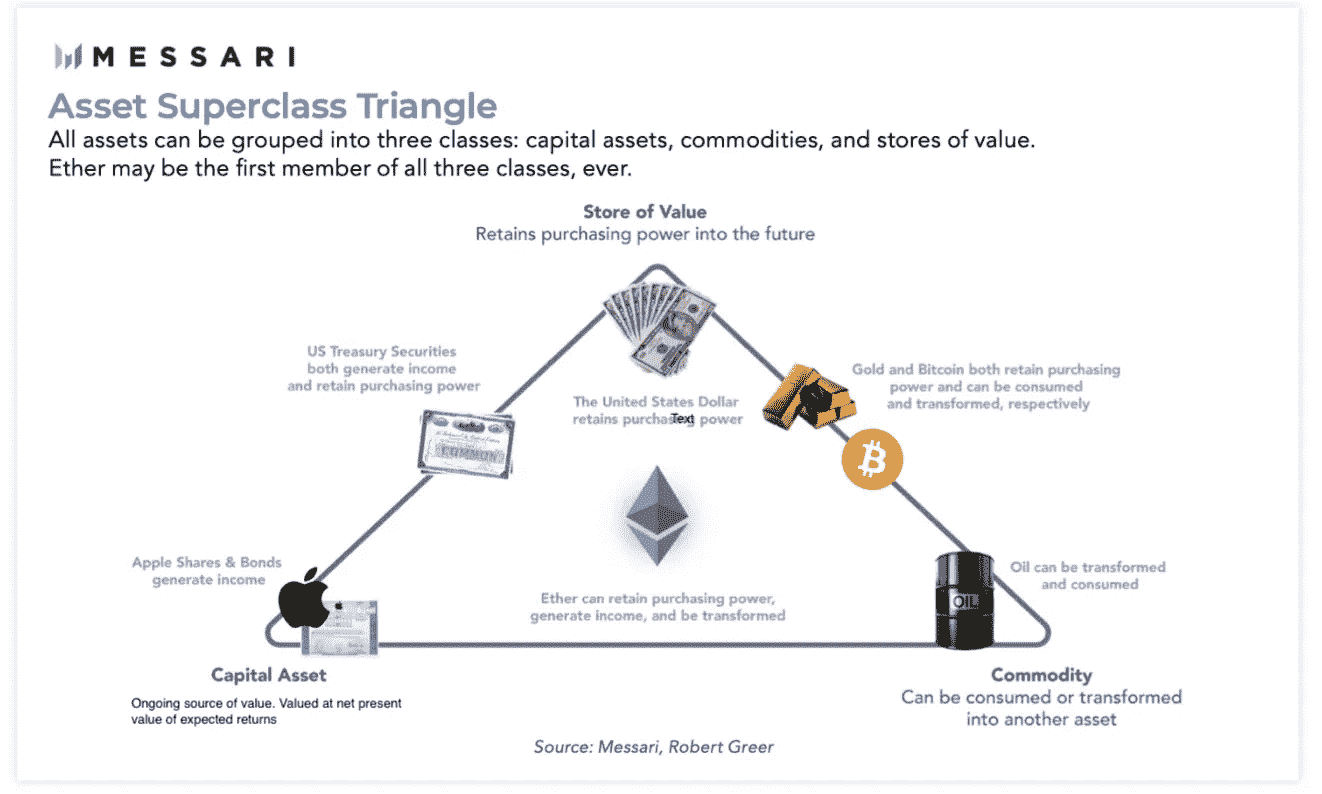 MESSARI
Asset Superclass Triangle
All assets can be grouped into three classes: capital assets, commodities, and stores of value.
Ether may be the first member of all three classes, ever.
Store of Value
Retains purchasing power into the future
US Treasury Securities
both generate income
and retain purchasing power
Gold and Bitcoin both retain purchasing
power and can be consumed
and transformed, respectively
The United States Dollar
retains purchasing power
Text
COMMON
Apple Shares & Bonds
generate income
Oil can be transformed
and consumed
OIL
Ether can retain purchasing power,
generate income, and be transformed
Capital Asset
Ongoing source of value. Valued at net present
value of expected returns
Commodity
Can be consumed or transformed
into another asset
Source: Messari, Robert Greer